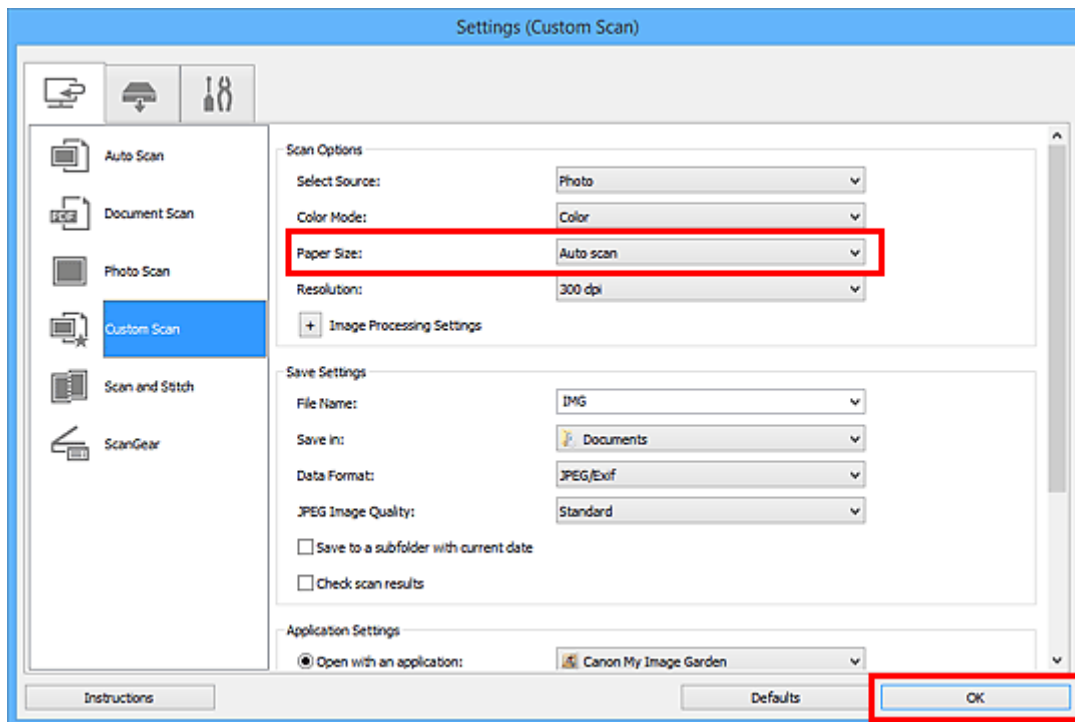 Settings (Custom Scan)
Auto Scan
Document Scan
PDF
Photo Scan
Custom Scan
Scan and Stitch
ScanGear
Scan Options
Select Source: Photo
Color Mode: Color
Paper Size: Auto scan
Resolution: 300 dpi
+ Image Processing Settings
Save Settings
File Name: IMG
Save in: Documents
Data Format: JPEG/Exif
JPEG Image Quality: Standard
Save to a subfolder with current date
Check scan results
Application Settings
Open with an application: Canon My Image Garden
Instructions Defaults OK